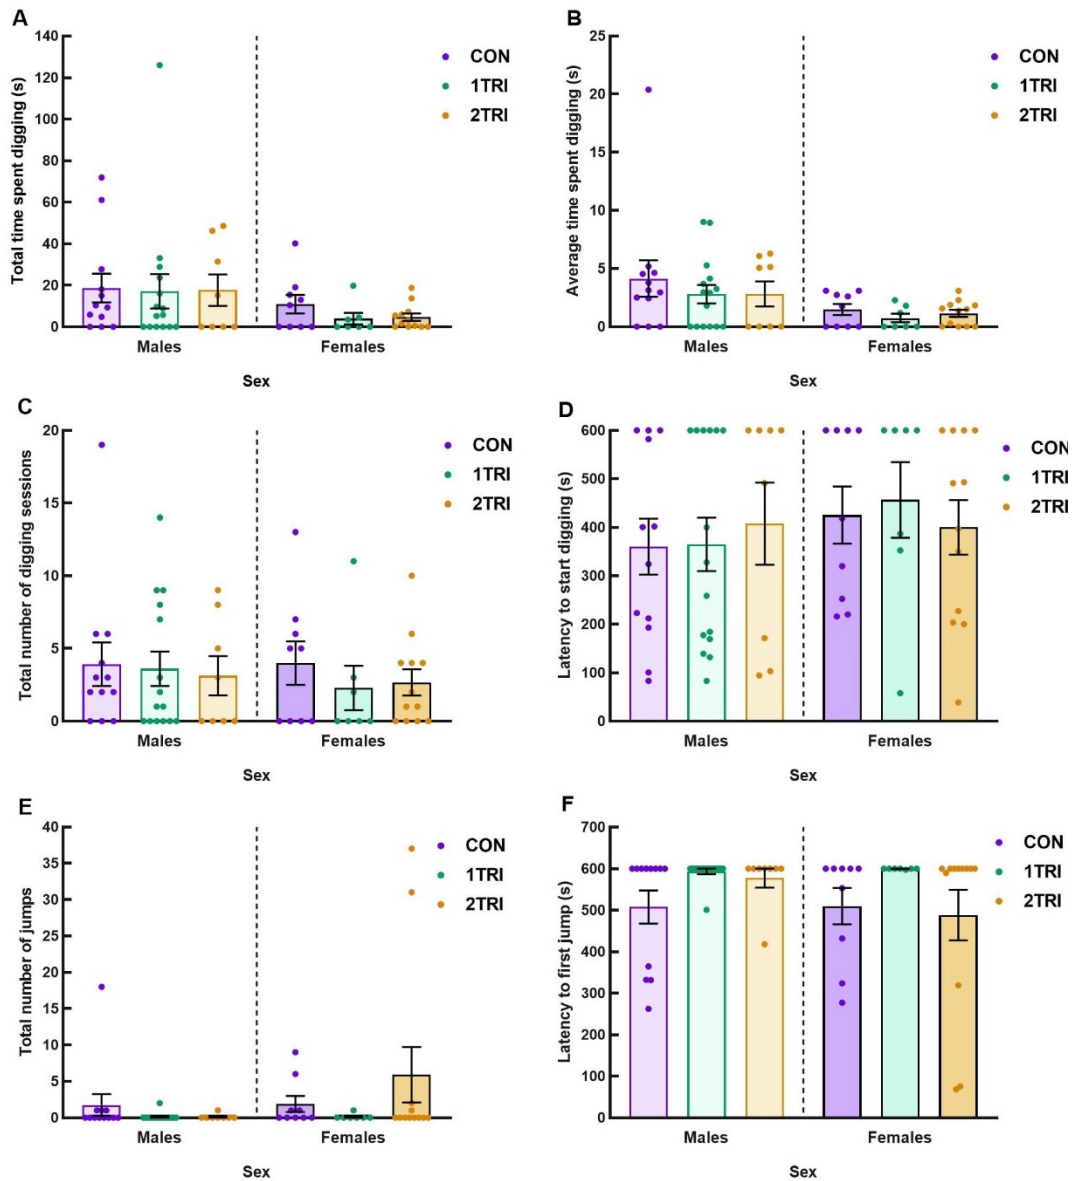 A
Total time spent digging (s)
140
120
100
80
60
40
20
0
Males
Females
Sex
CON
1TRI
2TRI
B
Average time spent digging (s)
25
20
15
10
5
0
Males
Females
Sex
CON
1TRI
2TRI
C
Total number of digging sessions
20
15
10
5
0
Males
Females
Sex
CON
1TRI
2TRI
D
Latency to start digging (s)
600
500
400
300
200
100
0
Males
Females
Sex
CON
1TRI
2TRI
E
Total number of jumps
40
35
30
25
20
15
10
5
0
Males
Females
Sex
CON
1TRI
2TRI
F
Latency to first jump (s)
700
600
500
400
300
200
100
0
Males
Females
Sex
CON
1TRI
2TRI